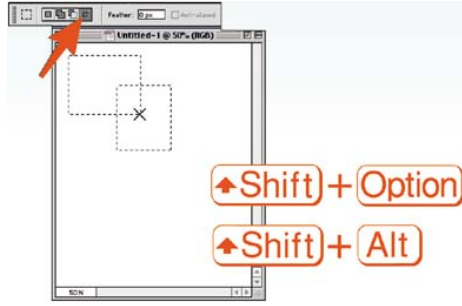 Feather: 0 px Anti-aliased
Untitled-1 @ 50% (RGB)
Shift + Option
Shift + Alt
50%